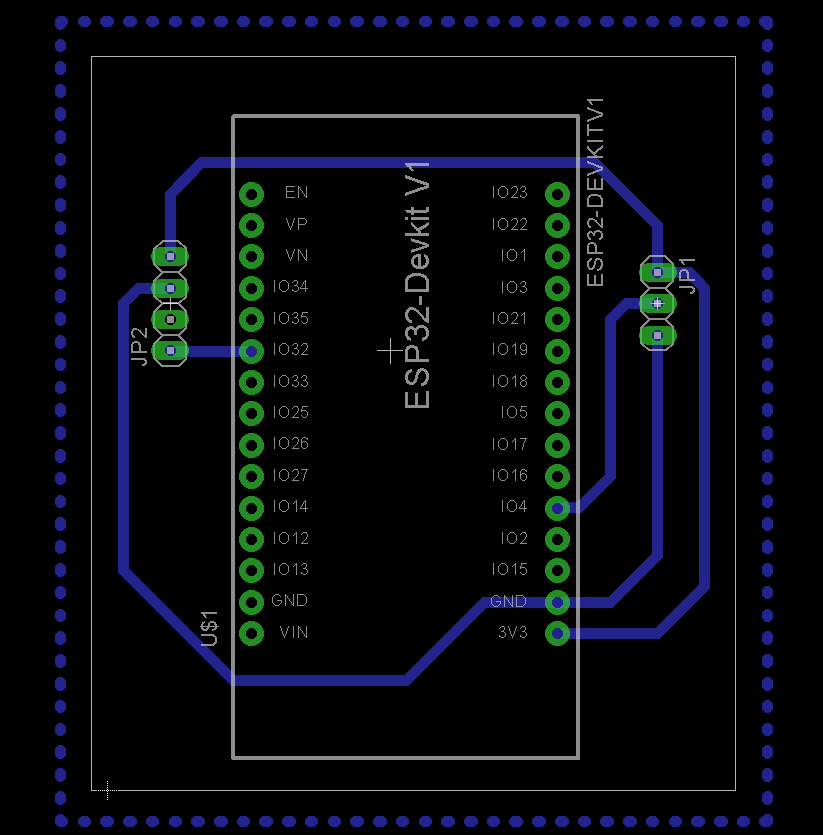 EN
VP
VN
IO34
IO35
IO32
IO33
IO25
IO26
IO27
IO14
IO12
IO13
GND
VIN
IO23
IO22
IO1
IO3
IO21
IO19
IO18
IO5
IO17
IO16
IO4
IO2
IO15
GND
3V3
ESP32-Devkit V1
ESP32-DEVKITV1
JP1
JP2
U$1